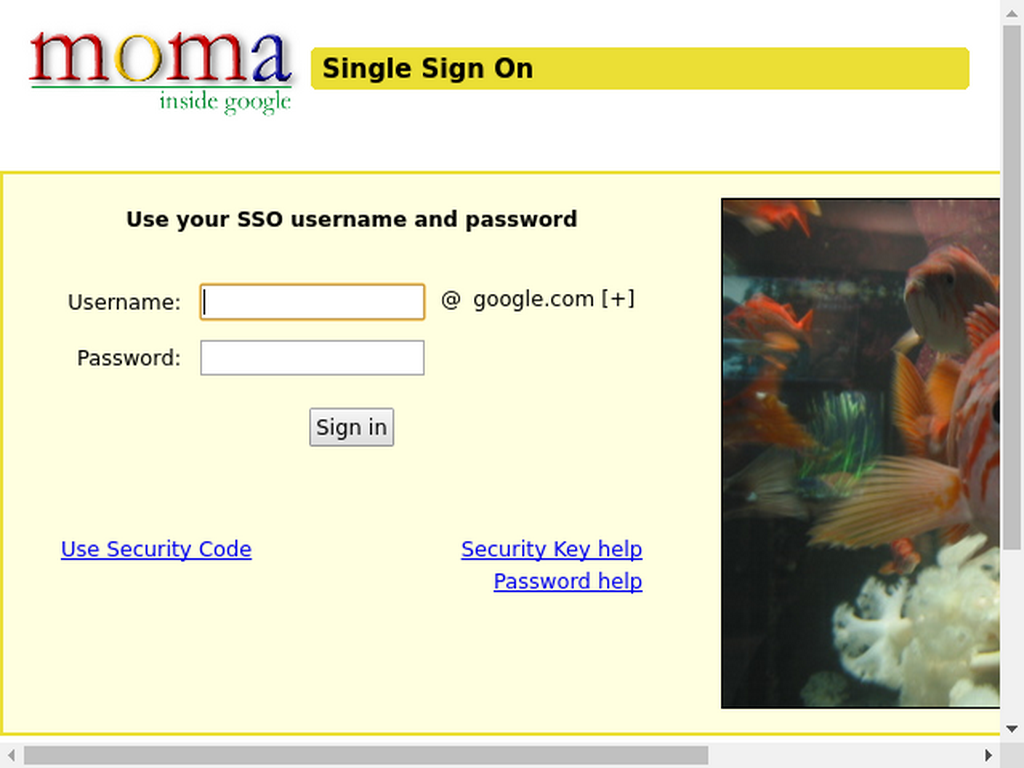 moma
inside google
Single Sign On
Use your SSO username and password
Username:
@ google.com [+]
Password:
Sign in
Use Security Code
Security Key help
Password help